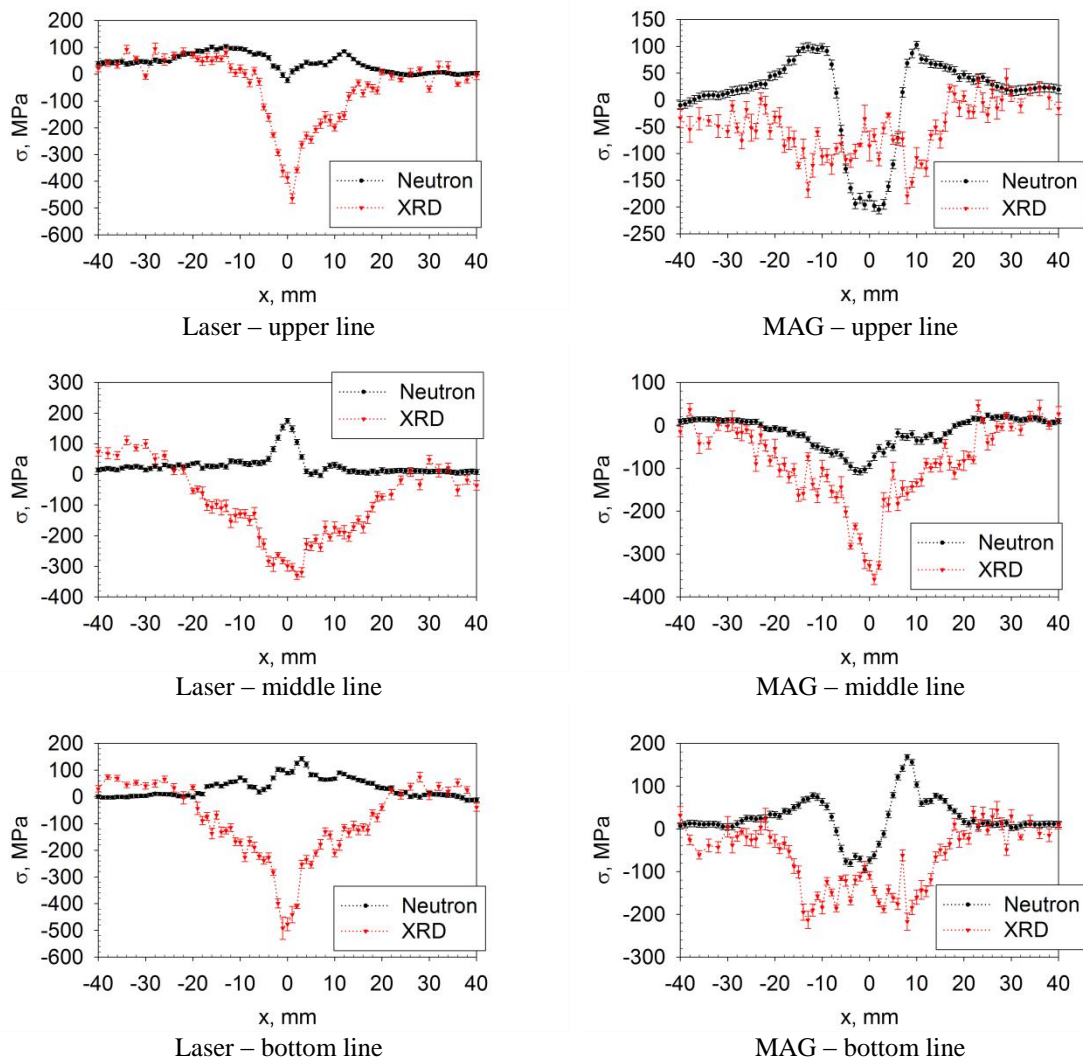 200
100
0
-100
-200
-300
-400
-500
-600
σ, MPa
Neutron
XRD
-40 -30 -20 -10 0 10 20 30 40
x, mm
Laser – upper line
150
100
50
0
-50
-100
-150
-200
-250
σ, MPa
Neutron
XRD
-40 -30 -20 -10 0 10 20 30 40
x, mm
MAG – upper line
300
200
100
0
-100
-200
-300
-400
σ, MPa
Neutron
XRD
-40 -30 -20 -10 0 10 20 30 40
x, mm
Laser – middle line
100
0
-100
-200
-300
-400
σ, MPa
Neutron
XRD
-40 -30 -20 -10 0 10 20 30 40
x, mm
MAG – middle line
200
100
0
-100
-200
-300
-400
-500
-600
σ, MPa
Neutron
XRD
-40 -30 -20 -10 0 10 20 30 40
x, mm
Laser – bottom line
200
100
0
-100
-200
-300
σ, MPa
Neutron
XRD
-40 -30 -20 -10 0 10 20 30 40
x, mm
MAG – bottom line